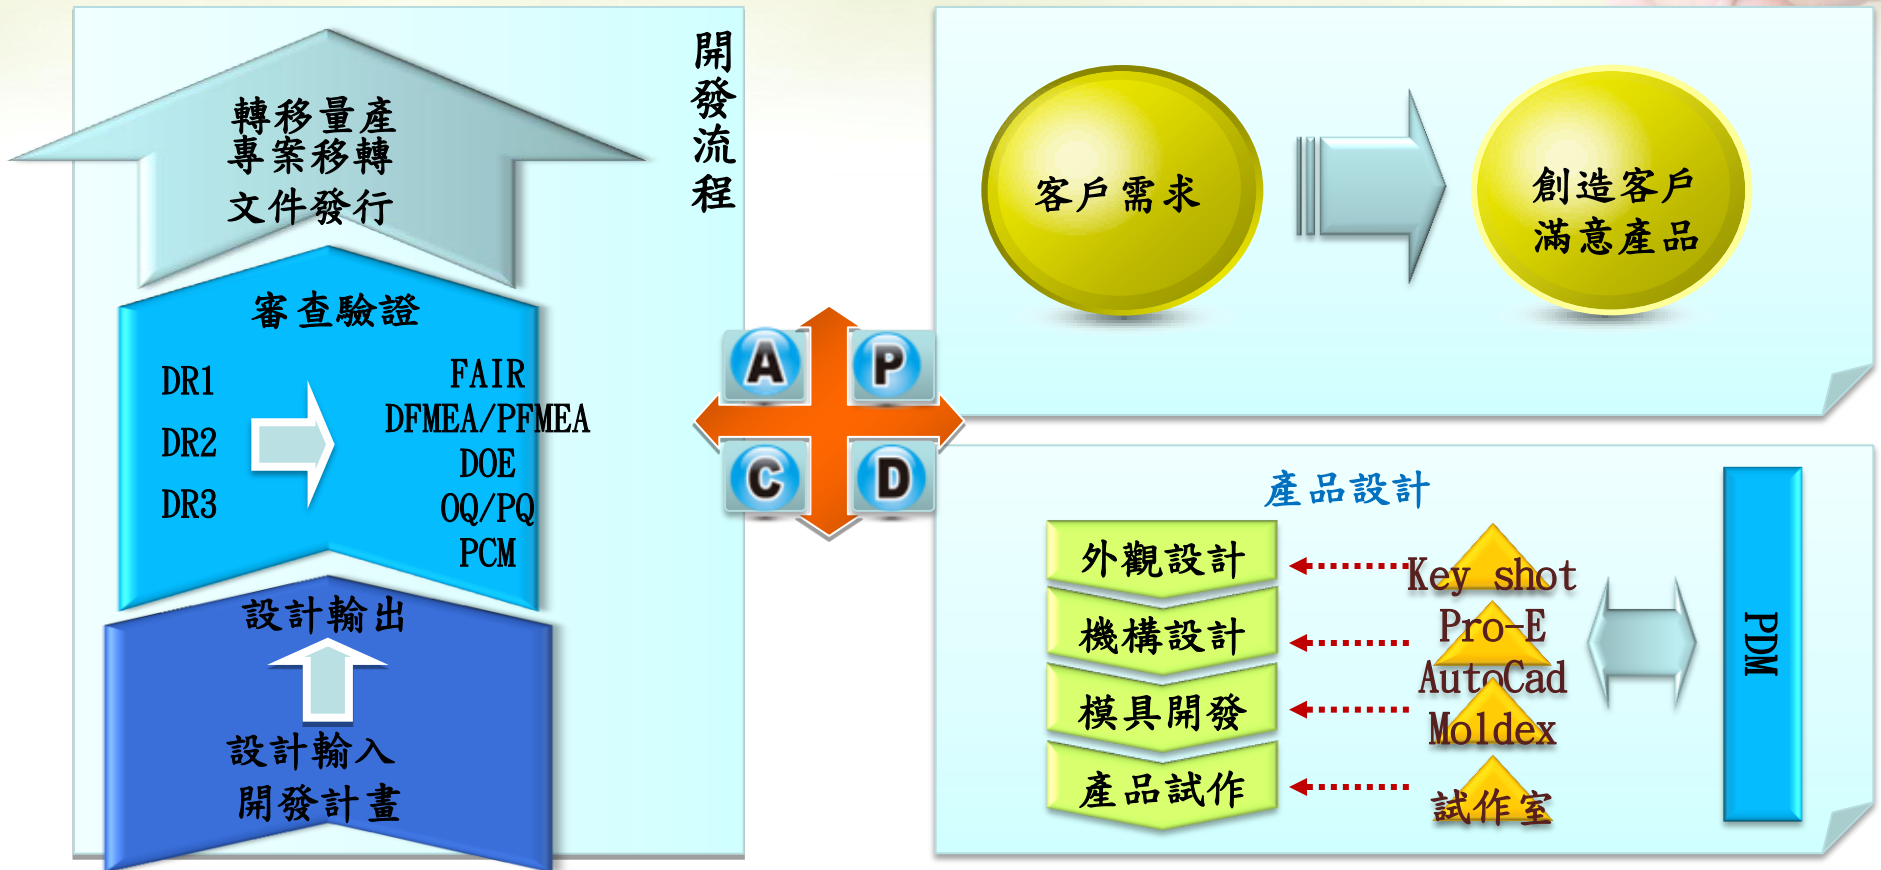 開發流程
轉移量產
專案移轉
文件發行
審查驗證
DR1
DR2
DR3
FAIR
DFMEA/PFMEA
DOE
OQ/PQ
PCM
設計輸出
設計輸入
開發計畫
A
P
C
D
客戶需求
創造客戶
滿意產品
產品設計
外觀設計
機構設計
模具開發
產品試作
Key shot
Pro-E
AutoCad
Moldex
試作室
PDM